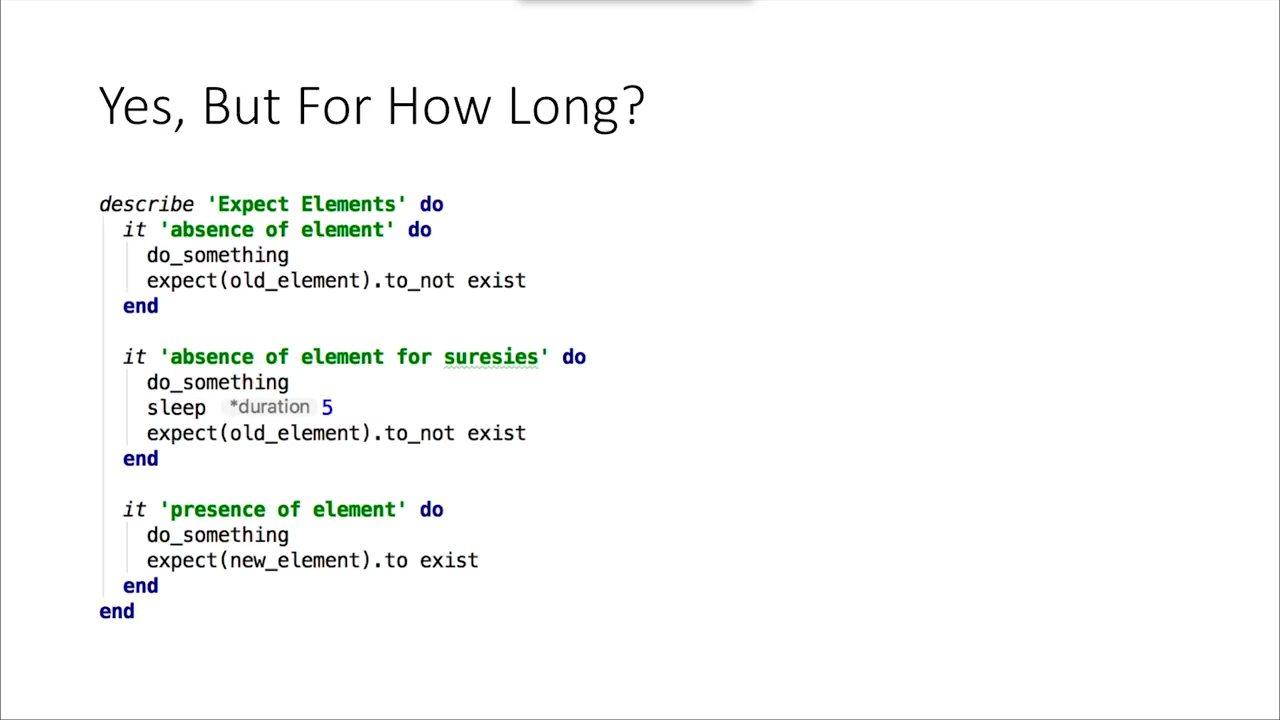 Yes, But For How Long?
describe 'Expect Elements' do
it 'absence of element' do
do_something
expect(old_element).to_not exist
end
it 'absence of element for suresies' do
do_something
sleep *duration 5
expect(old_element).to_not exist
end
it 'presence of element' do
do_something
expect(new_element).to exist
end
end